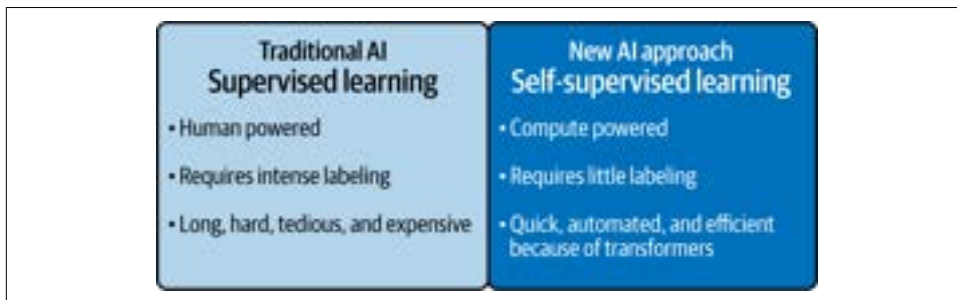 Traditional AI
Supervised learning
• Human powered
• Requires intense labeling
• Long, hard, tedious, and expensive
New AI approach
Self-supervised learning
• Compute powered
• Requires little labeling
• Quick, automated, and efficient
because of transformers